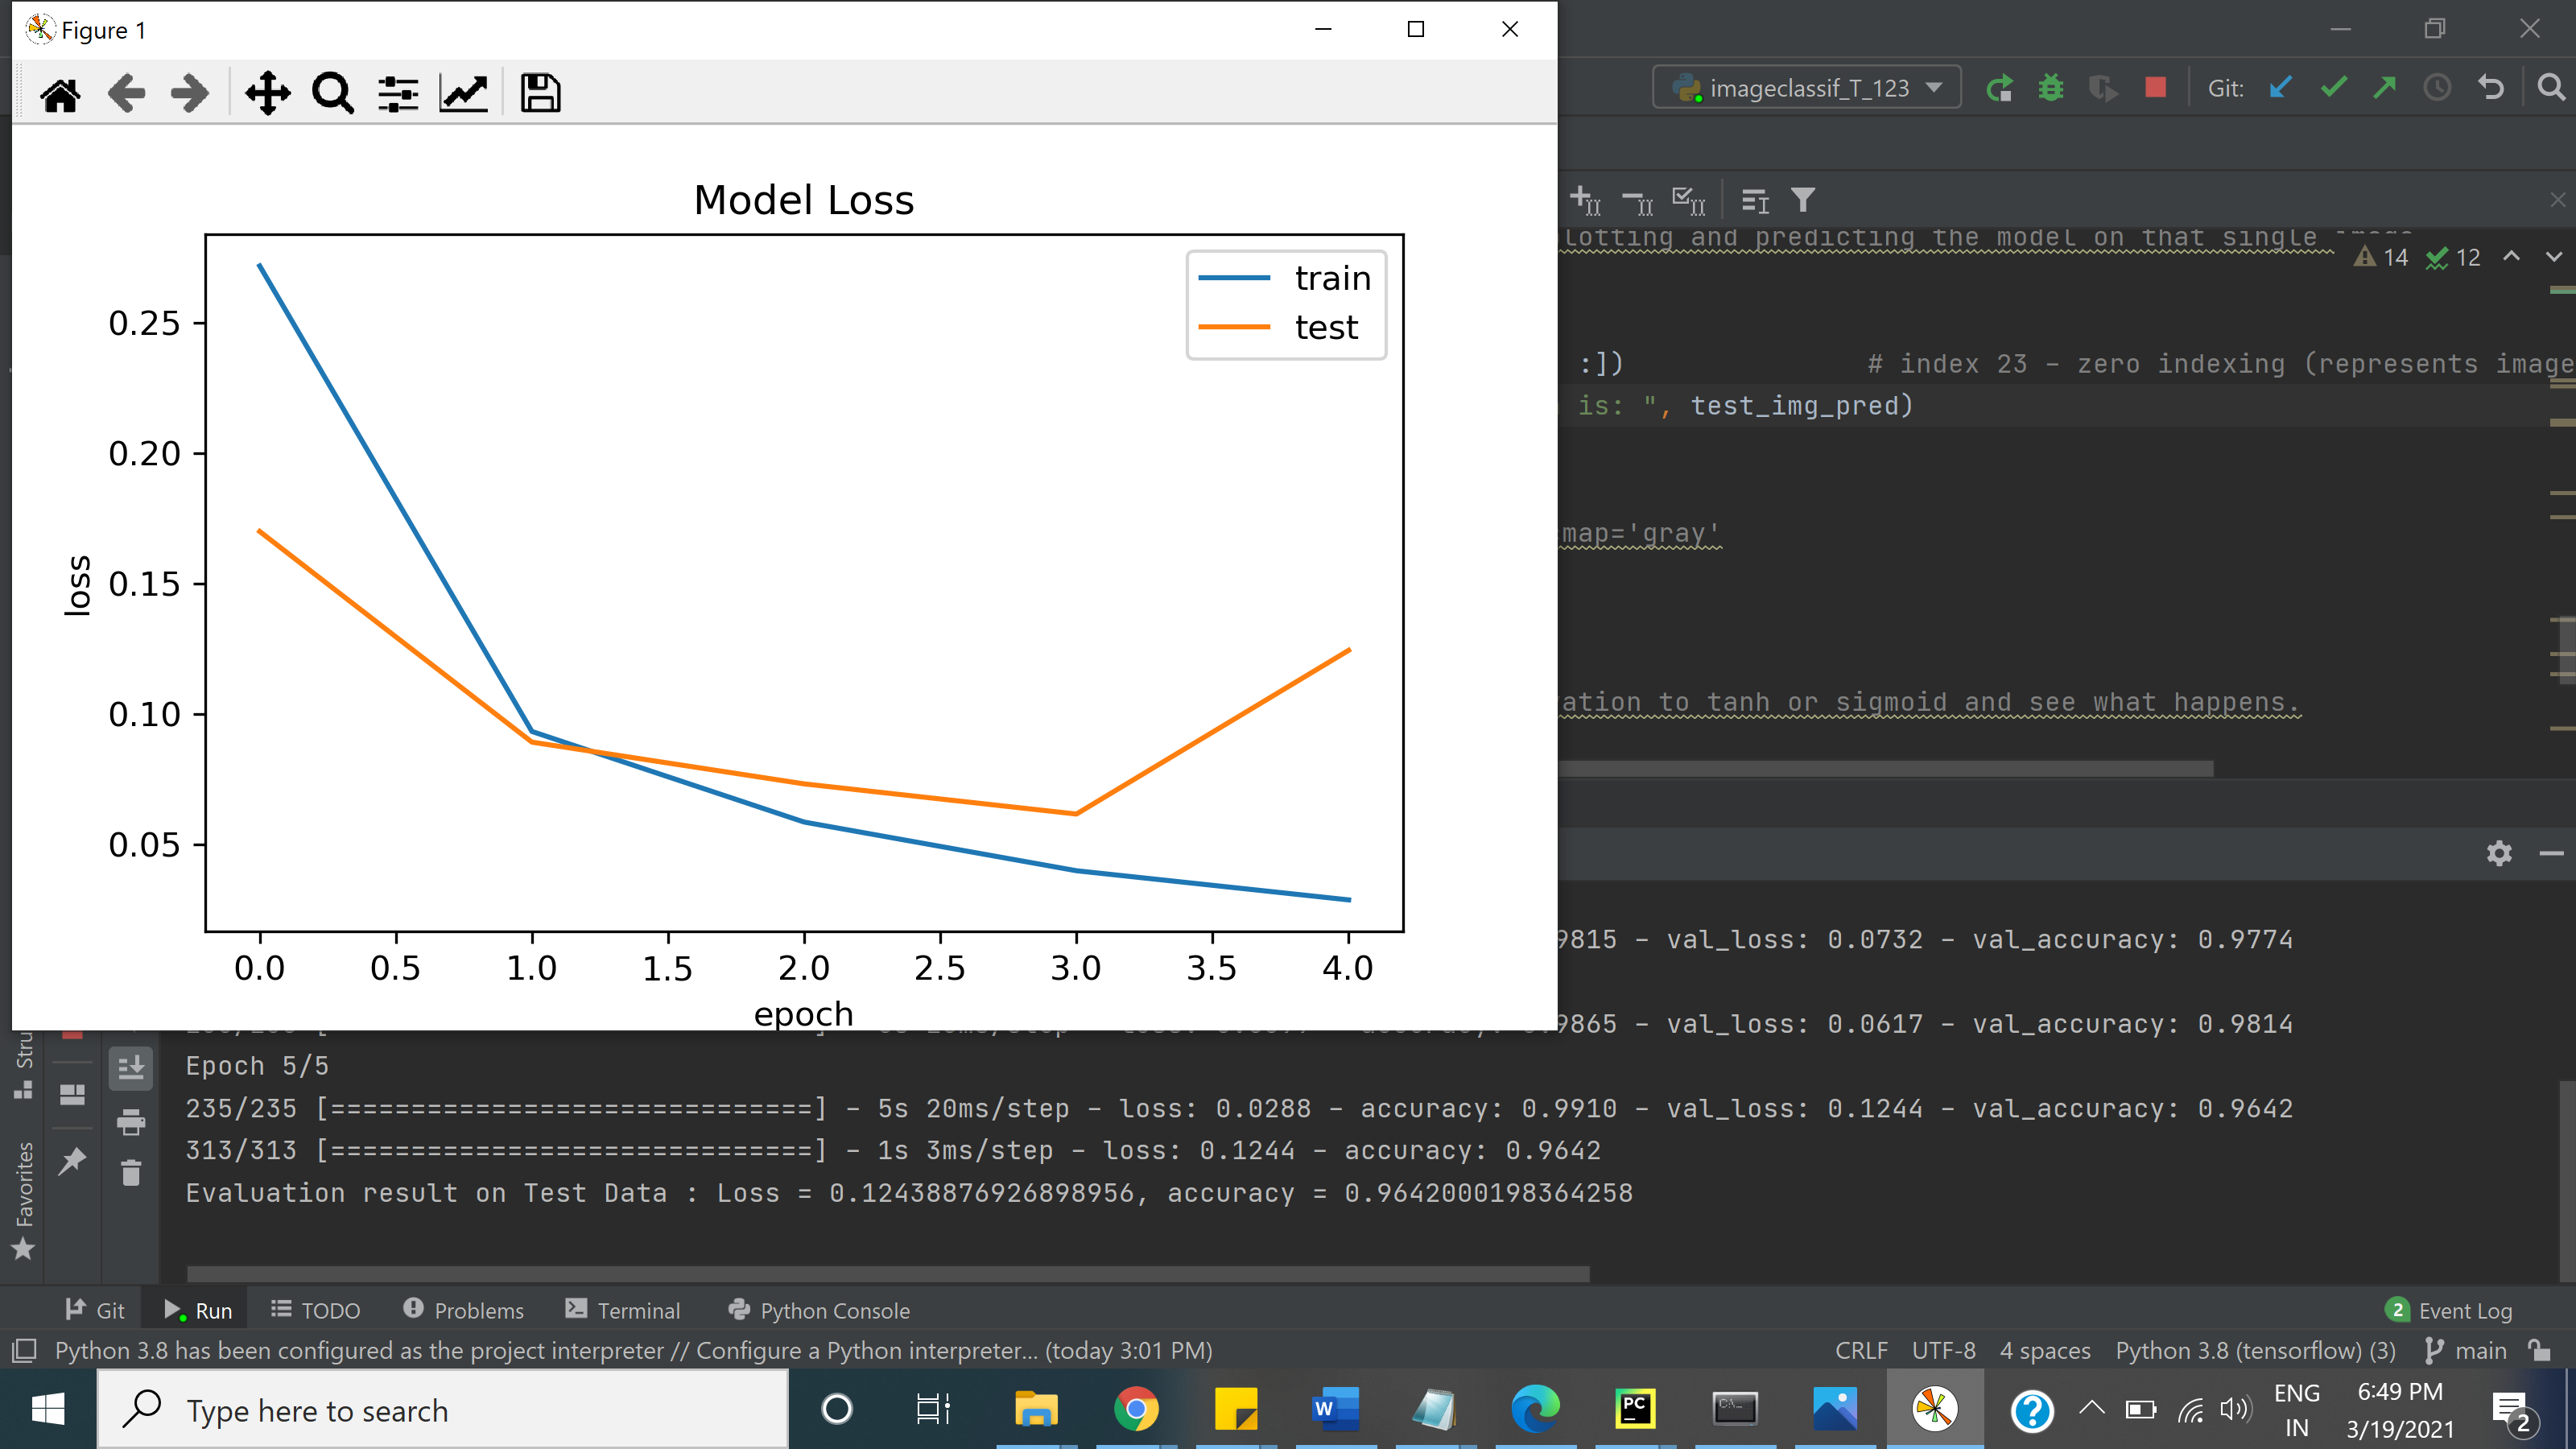 Figure 1
imageclassif_T_123
Git:
Model Loss
train
test
0.25
0.20
0.15
0.10
0.05
loss
0.0 0.5 1.0 1.5 2.0 2.5 3.0 3.5 4.0
epoch
lotting and predicting the model on that single image
14 12
:]) # index 23 - zero indexing (represents image
is: ", test_img_pred)
map='gray'
ation to tanh or sigmoid and see what happens.
9815 - val_loss: 0.0732 - val_accuracy: 0.9774
9865 - val_loss: 0.0617 - val_accuracy: 0.9814
Epoch 5/5
235/235 [==============================] - 5s 20ms/step - loss: 0.0288 - accuracy: 0.9910 - val_loss: 0.1244 - val_accuracy: 0.9642
313/313 [==============================] - 1s 3ms/step - loss: 0.1244 - accuracy: 0.9642
Evaluation result on Test Data : Loss = 0.12438876926898956, accuracy = 0.9642000198364258
Stru
Favorites
Git Run TODO Problems Terminal Python Console 2 Event Log
Python 3.8 has been configured as the project interpreter // Configure a Python interpreter... (today 3:01 PM) CRLF UTF-8 4 spaces Python 3.8 (tensorflow) (3) main
Type here to search
W
PC
ENG
IN
6:49 PM
3/19/2021
2